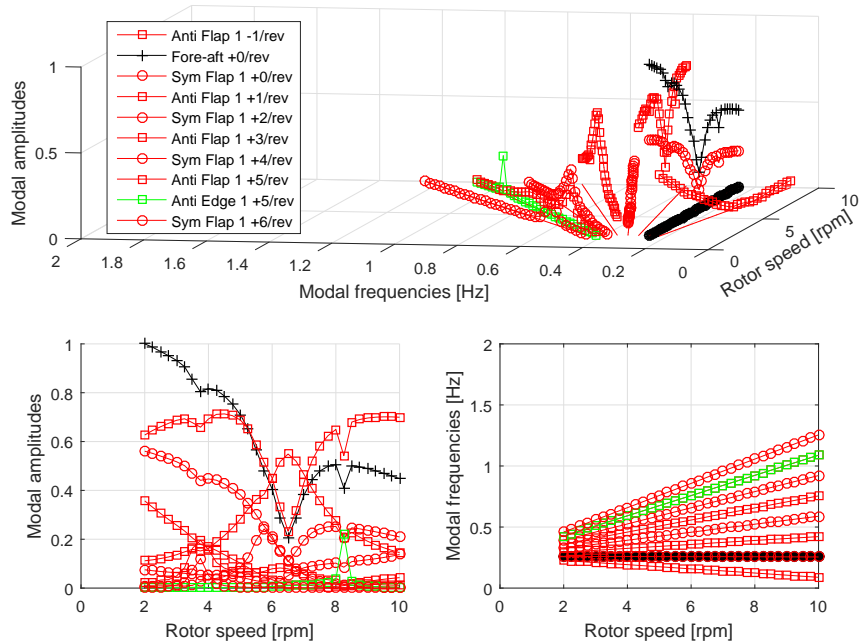 Anti Flap 1 -1/rev
Fore-aft +0/rev
Sym Flap 1 +0/rev
Anti Flap 1 +1/rev
Sym Flap 1 +2/rev
Anti Flap 1 +3/rev
Sym Flap 1 +4/rev
Anti Flap 1 +5/rev
Anti Edge 1 +5/rev
Sym Flap 1 +6/rev
Modal amplitudes
1
0.5
0
2
1.8
1.6
1.4
1.2
1
0.8
0.6
0.4
0.2
0
Modal frequencies [Hz]
0
5
10
Rotor speed [rpm]
Modal amplitudes
1
0.8
0.6
0.4
0.2
0
0 2 4 6 8 10
Rotor speed [rpm]
Modal frequencies [Hz]
2
1.5
1
0.5
0
0 2 4 6 8 10
Rotor speed [rpm]